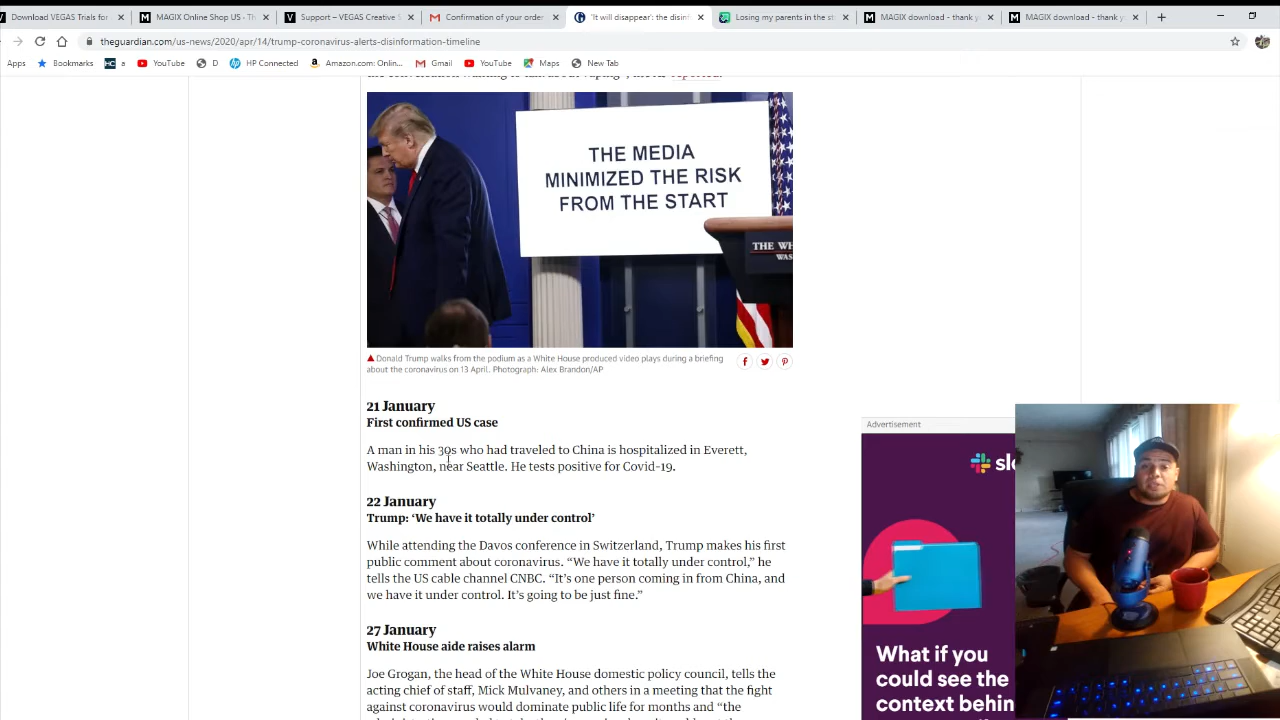 Download VEGAS Trials for
MAGIX Online Shop US - Th
Support – VEGAS Creative S
Confirmation of your order
'It will disappear': the disinf
Losing my parents in the st
MAGIX download - thank y
MAGIX download - thank y
theguardian.com/us-news/2020/apr/14/trump-coronavirus-alerts-disinformation-timeline
Apps
Bookmarks
HC a
YouTube
D
HP Connected
Amazon.com: Onlin...
Gmail
YouTube
Maps
New Tab
THE MEDIA
MINIMIZED THE RISK
FROM THE START
THE WH
WAS
Donald Trump walks from the podium as a White House produced video plays during a briefing
about the coronavirus on 13 April. Photograph: Alex Brandon/AP
21 January
First confirmed US case
A man in his 30s who had traveled to China is hospitalized in Everett,
Washington, near Seattle. He tests positive for Covid-19.
22 January
Trump: ‘We have it totally under control’
While attending the Davos conference in Switzerland, Trump makes his first
public comment about coronavirus. “We have it totally under control,” he
tells the US cable channel CNBC. “It’s one person coming in from China, and
we have it under control. It’s going to be just fine.”
27 January
White House aide raises alarm
Joe Grogan, the head of the White House domestic policy council, tells the
acting chief of staff, Mick Mulvaney, and others in a meeting that the fight
against coronavirus would dominate public life for months and “the
Advertisement
sl
What if you
could see the
context behin